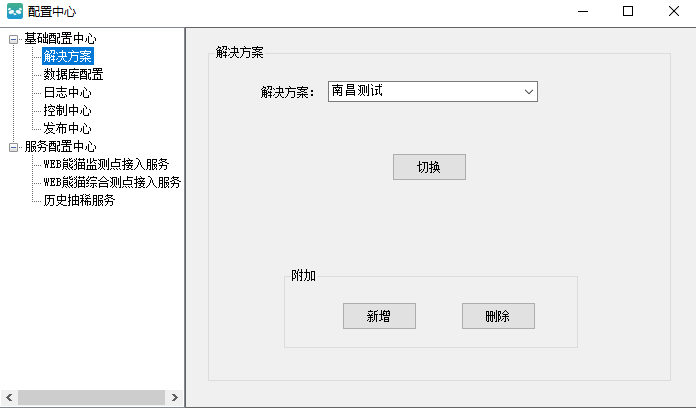 配置中心
基础配置中心
解决方案
数据库配置
日志中心
控制中心
发布中心
服务配置中心
WEB熊猫监测点接入服务
WEB熊猫综合测点接入服务
历史抽稀服务
解决方案
解决方案： 南昌测试
切换
附加
新增 删除